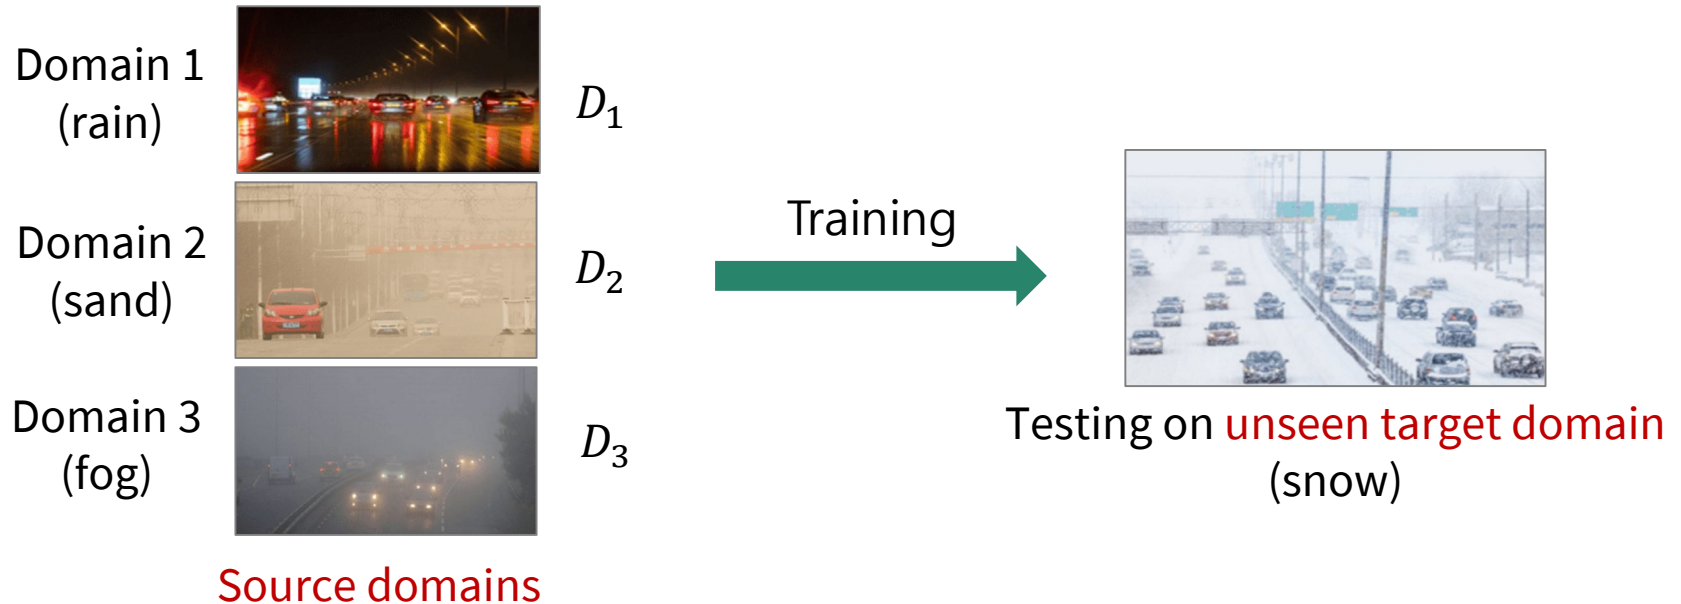 Domain 1
(rain)
D₁
Domain 2
(sand)
D₂
Domain 3
(fog)
D₃
Source domains
Training
Testing on unseen target domain
(snow)